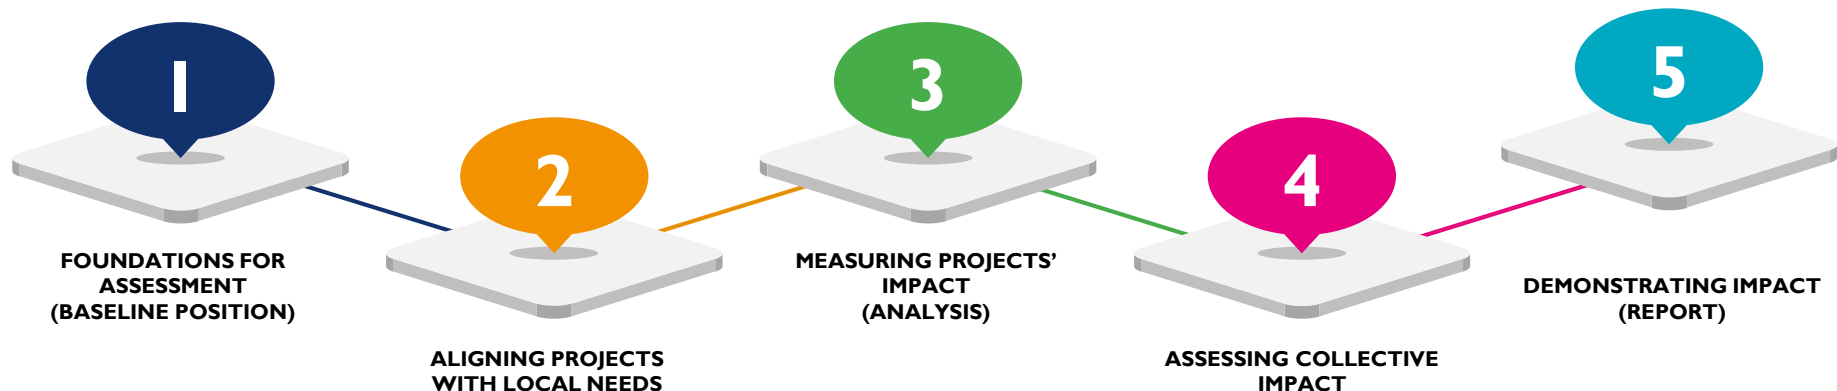 1
FOUNDATIONS FOR
ASSESSMENT
(BASELINE POSITION)
2
ALIGNING PROJECTS
WITH LOCAL NEEDS
3
MEASURING PROJECTS’
IMPACT
(ANALYSIS)
4
ASSESSING COLLECTIVE
IMPACT
5
DEMONSTRATING IMPACT
(REPORT)